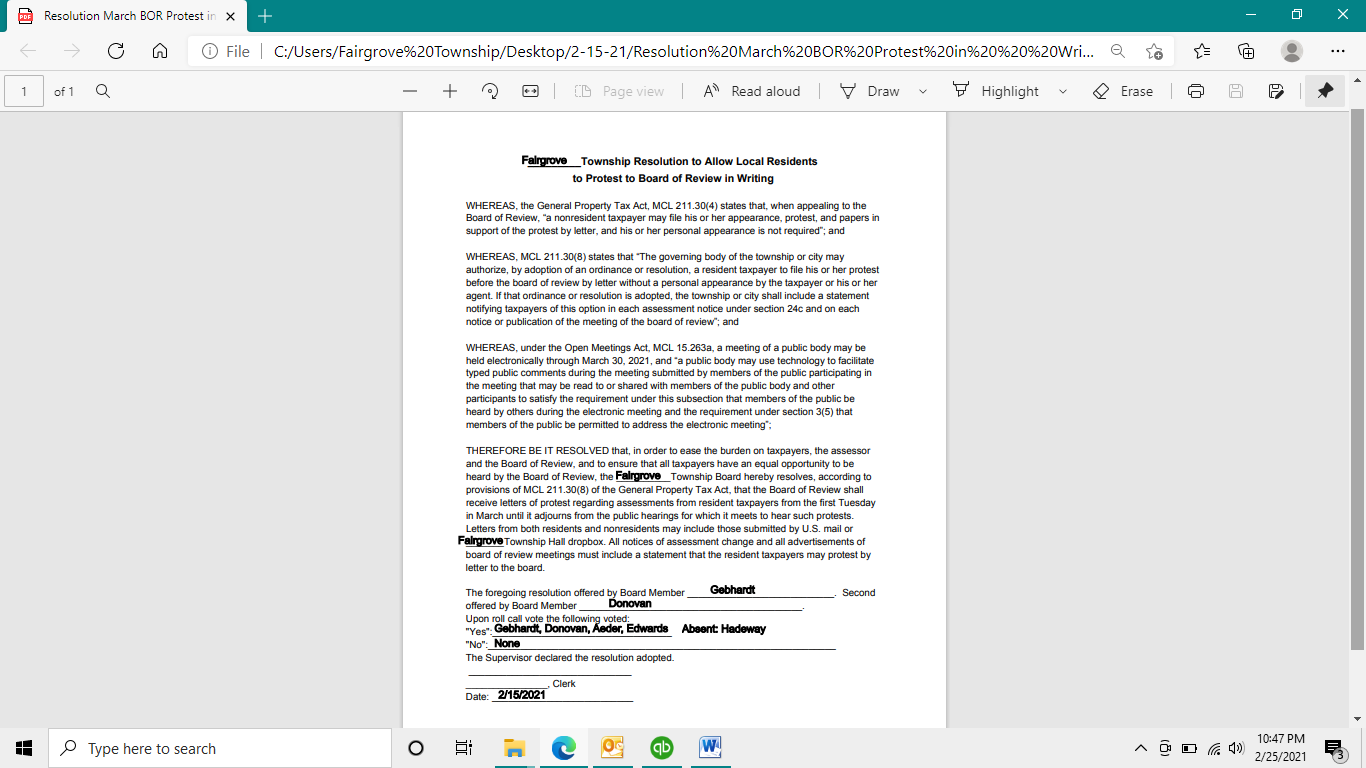 Resolution March BOR Protest in
File
C:/Users/Fairgrove%20Township/Desktop/2-15-21/Resolution%20March%20BOR%20Protest%20in%20%20%20Wri...
1 of 1
Page view
Read aloud
Draw
Highlight
Erase
Fairgrove Township Resolution to Allow Local Residents
to Protest to Board of Review in Writing
WHEREAS, the General Property Tax Act, MCL 211.30(4) states that, when appealing to the
Board of Review, "a nonresident taxpayer may file his or her appearance, protest, and papers in
support of the protest by letter, and his or her personal appearance is not required"; and
WHEREAS, MCL 211.30(8) states that "The governing body of the township or city may
authorize, by adoption of an ordinance or resolution, a resident taxpayer to file his or her protest
before the board of review by letter without a personal appearance by the taxpayer or his or her
agent. If that ordinance or resolution is adopted, the township or city shall include a statement
notifying taxpayers of this option in each assessment notice under section 24c and on each
notice or publication of the meeting of the board of review"; and
WHEREAS, under the Open Meetings Act, MCL 15.263a, a meeting of a public body may be
held electronically through March 30, 2021, and "a public body may use technology to facilitate
typed public comments during the meeting submitted by members of the public participating in
the meeting that may be read to or shared with members of the public body and other
participants to satisfy the requirement under this subsection that members of the public be
heard by others during the electronic meeting and the requirement under section 3(5) that
members of the public be permitted to address the electronic meeting";
THEREFORE BE IT RESOLVED that, in order to ease the burden on taxpayers, the assessor
and the Board of Review, and to ensure that all taxpayers have an equal opportunity to be
heard by the Board of Review, the Fairgrove Township Board hereby resolves, according to
provisions of MCL 211.30(8) of the General Property Tax Act, that the Board of Review shall
receive letters of protest regarding assessments from resident taxpayers from the first Tuesday
in March until it adjourns from the public hearings for which it meets to hear such protests.
Letters from both residents and nonresidents may include those submitted by U.S. mail or
Fairgrove Township Hall dropbox. All notices of assessment change and all advertisements of
board of review meetings must include a statement that the resident taxpayers may protest by
letter to the board.
The foregoing resolution offered by Board Member Gebhardt. Second
offered by Board Member Donovan.
Upon roll call vote the following voted:
"Yes": Gebhardt, Donovan, Aeder, Edwards Absent: Hadeway
"No": None
The Supervisor declared the resolution adopted.
, Clerk
Date: 2/15/2021
Type here to search
10:47 PM
2/25/2021
3